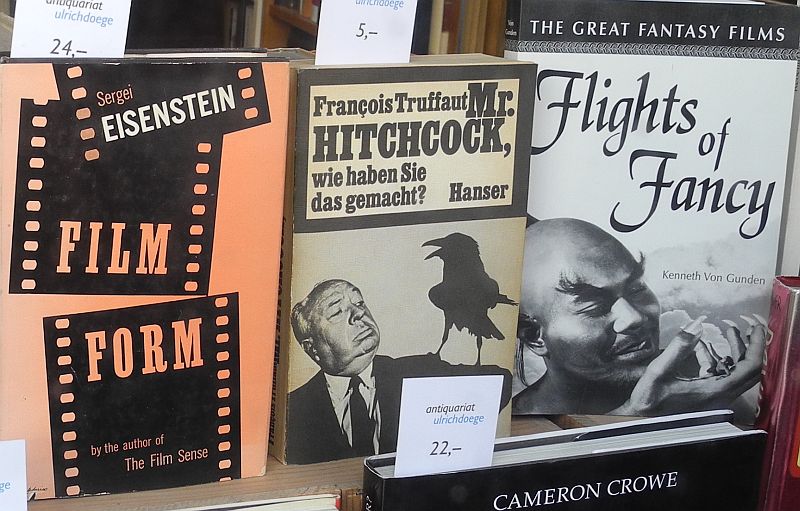 antiquariat
ulrichdoege
24,–
ulrichdoege
5,–
Sergei
EISENSTEIN
FILM
FORM
by the author of
The Film Sense
François Truffaut Mr.
HITCHCOCK,
wie haben Sie
das gemacht? Hanser
Von
Gunden
THE GREAT FANTASY FILMS
Flights
of
Fancy
Kenneth Von Gunden
antiquariat
ulrichdoege
22,–
CAMERON CROWE